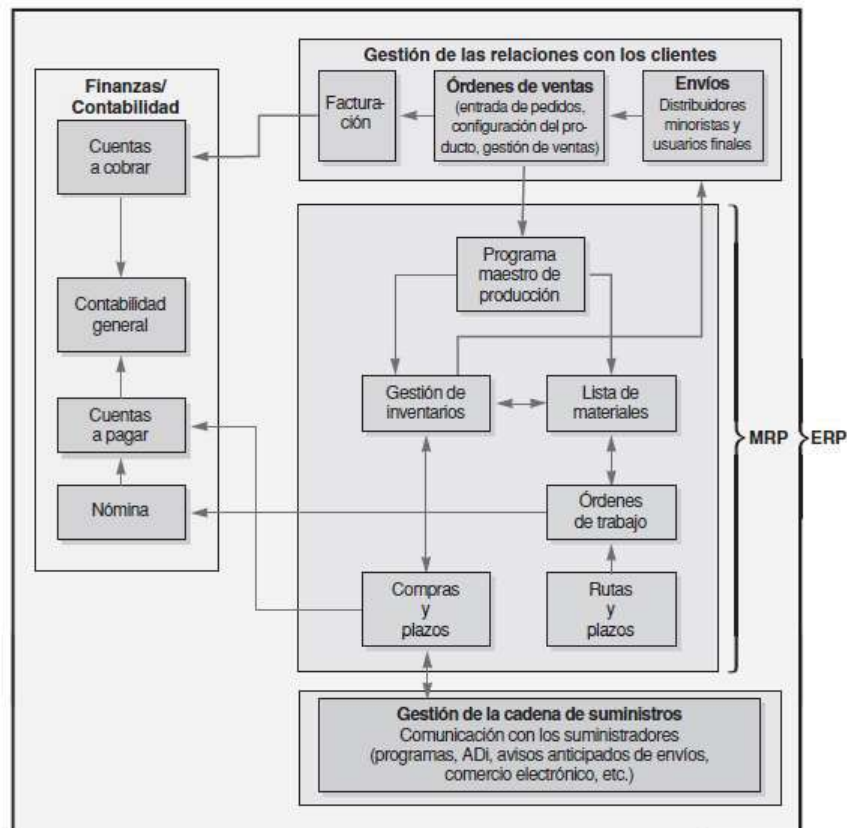 Gestión de las relaciones con los clientes
Finanzas/
Contabilidad
Cuentas
a cobrar
Contabilidad
general
Cuentas
a pagar
Nómina
Factura-
ción
Órdenes de ventas
(entrada de pedidos,
configuración del pro-
ducto, gestión de ventas)
Envíos
Distribuidores
minoristas y
usuarios finales
Programa
maestro de
producción
Gestión de
inventarios
Lista de
materiales
Órdenes
de trabajo
Compras
y
plazos
Rutas
y
plazos
MRP
ERP
Gestión de la cadena de suministros
Comunicación con los suministradores
(programas, ADi, avisos anticipados de envíos,
comercio electrónico, etc.)